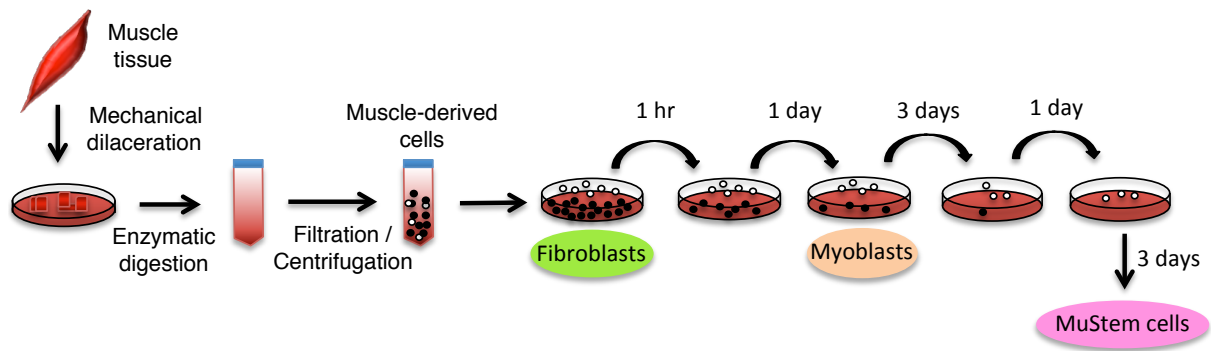 Muscle
tissue
Mechanical
dilaceration
Enzymatic
digestion
Filtration /
Centrifugation
Muscle-derived
cells
1 hr
1 day
3 days
1 day
Fibroblasts
Myoblasts
3 days
MuStem cells